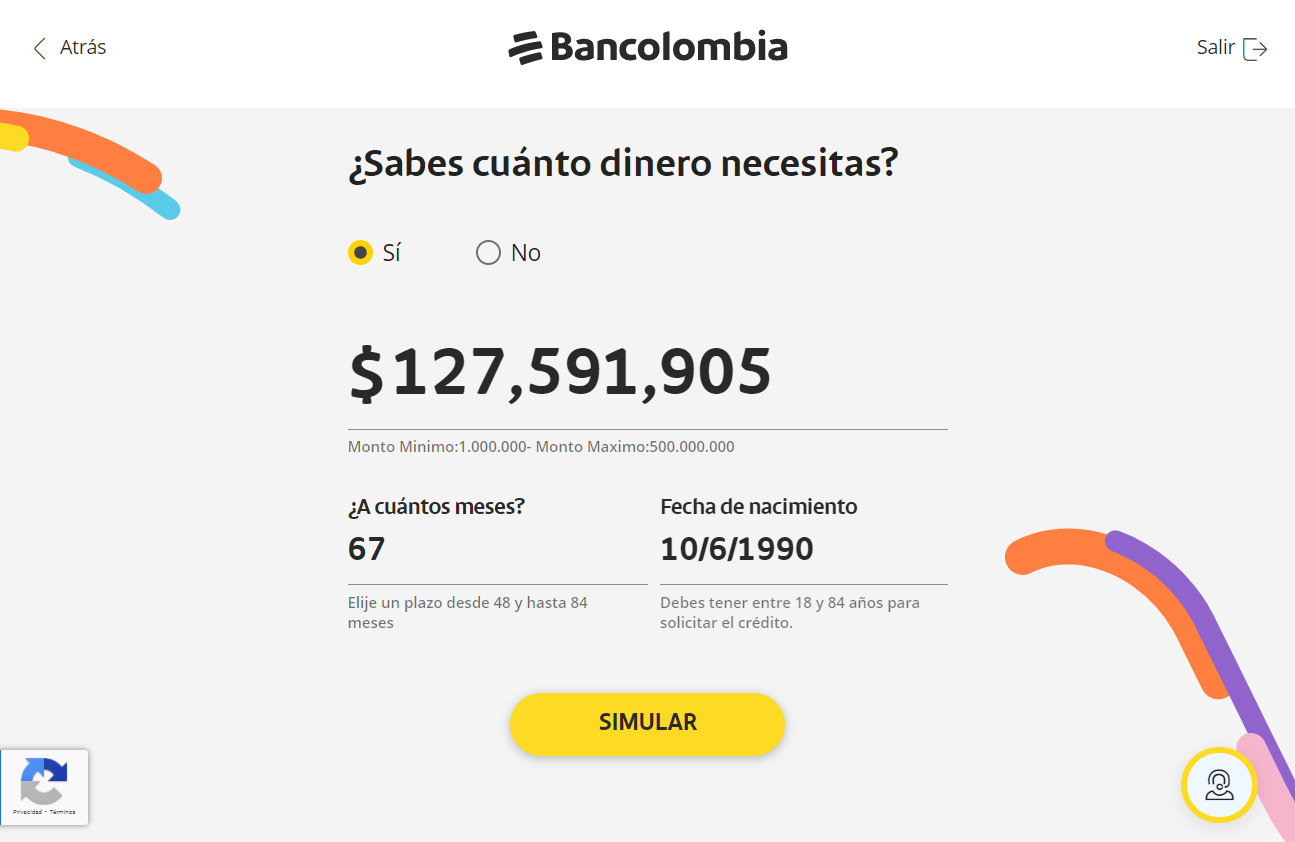 Atrás
Bancolombia
Salir
¿Sabes cuánto dinero necesitas?
Sí
No
$127,591,905
Monto Minimo:1.000.000- Monto Maximo:500.000.000
¿A cuántos meses?
67
Elije un plazo desde 48 y hasta 84
meses
Fecha de nacimiento
10/6/1990
Debes tener entre 18 y 84 años para
solicitar el crédito.
SIMULAR
Privacidad - Términos